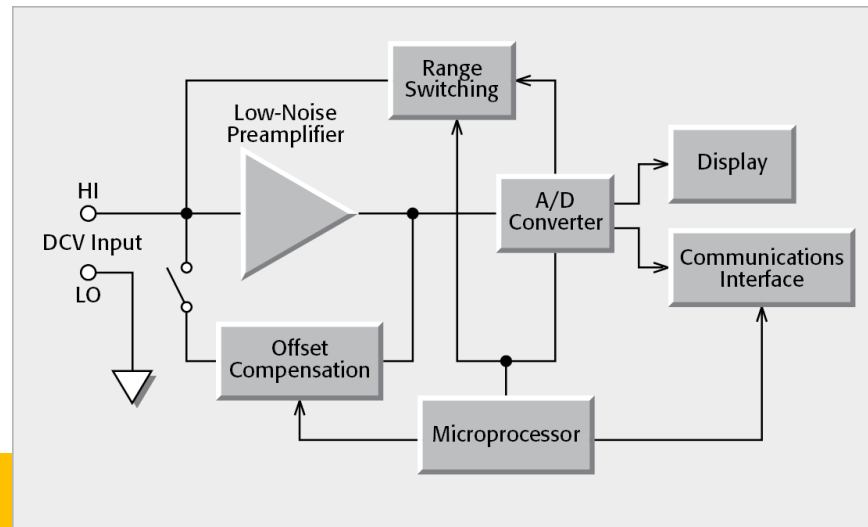 Range
Switching
Low-Noise
Preamplifier
HI
DCV Input
LO
A/D
Converter
Display
Communications
Interface
Offset
Compensation
Microprocessor